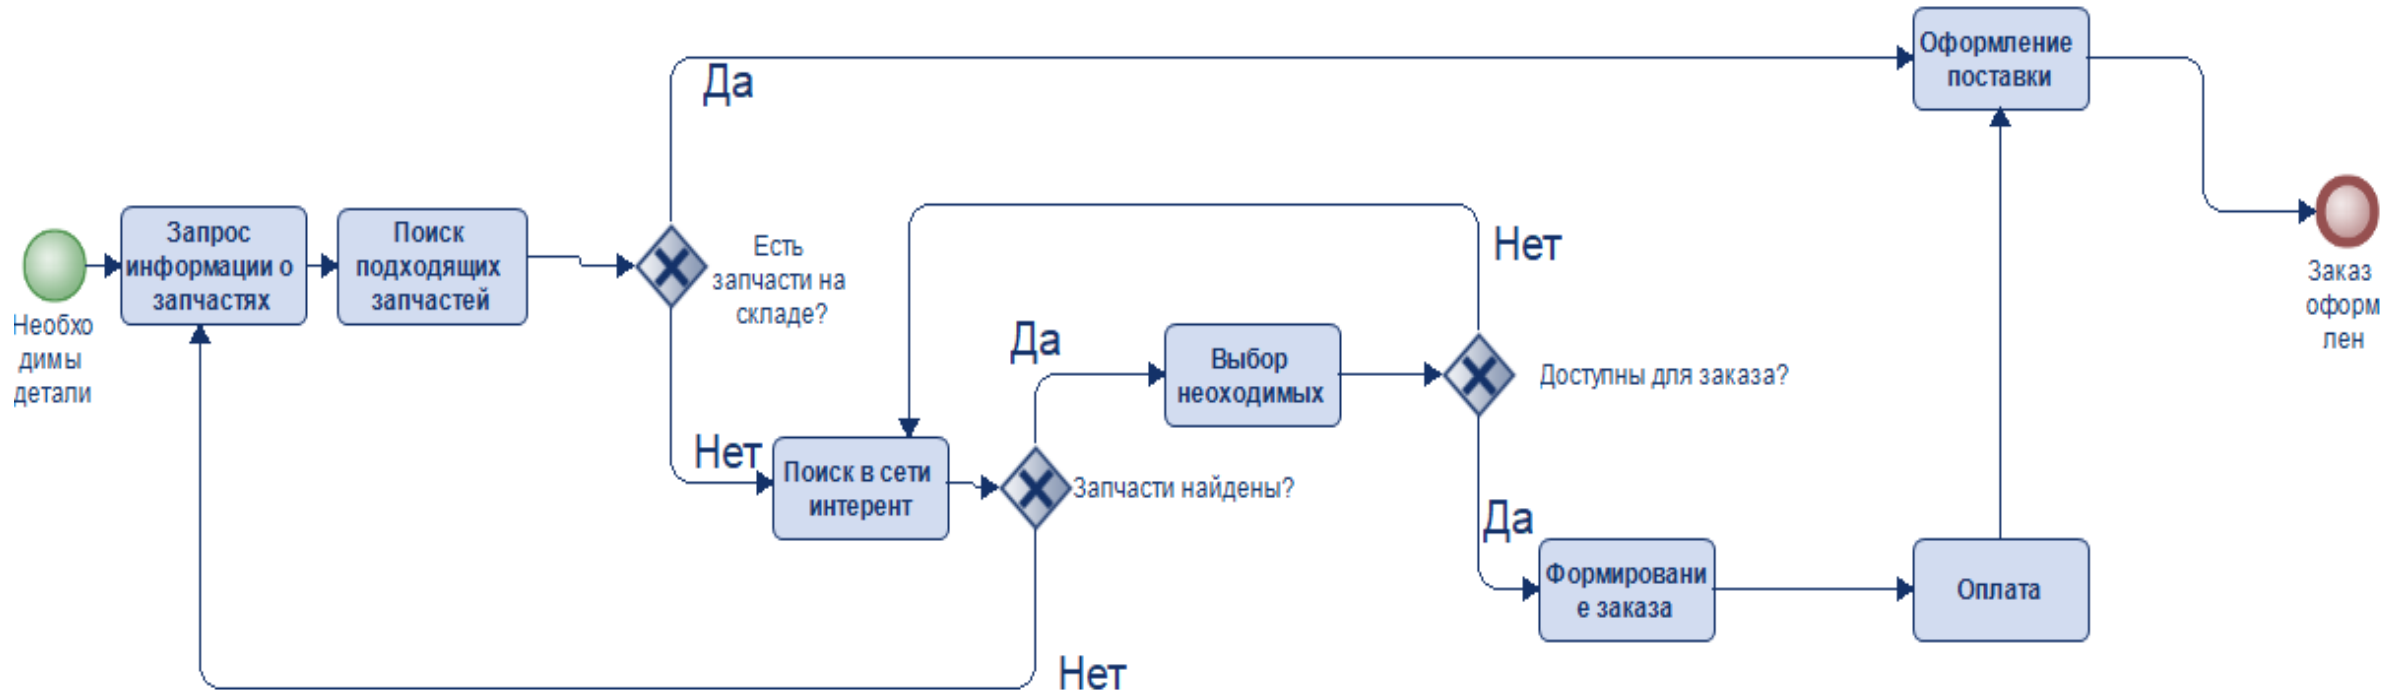 Оформление
поставки
Да
Запрос
информации о
запчастях
Поиск
подходящих
запчастей
Есть
запчасти на
складе?
Нет
Заказ
оформ
лен
Необхо
димы
детали
Да
Выбор
неоходимых
Доступны для заказа?
Нет
Поиск в сети
интерент
Запчасти найдены?
Да
Формировани
е заказа
Оплата
Нет